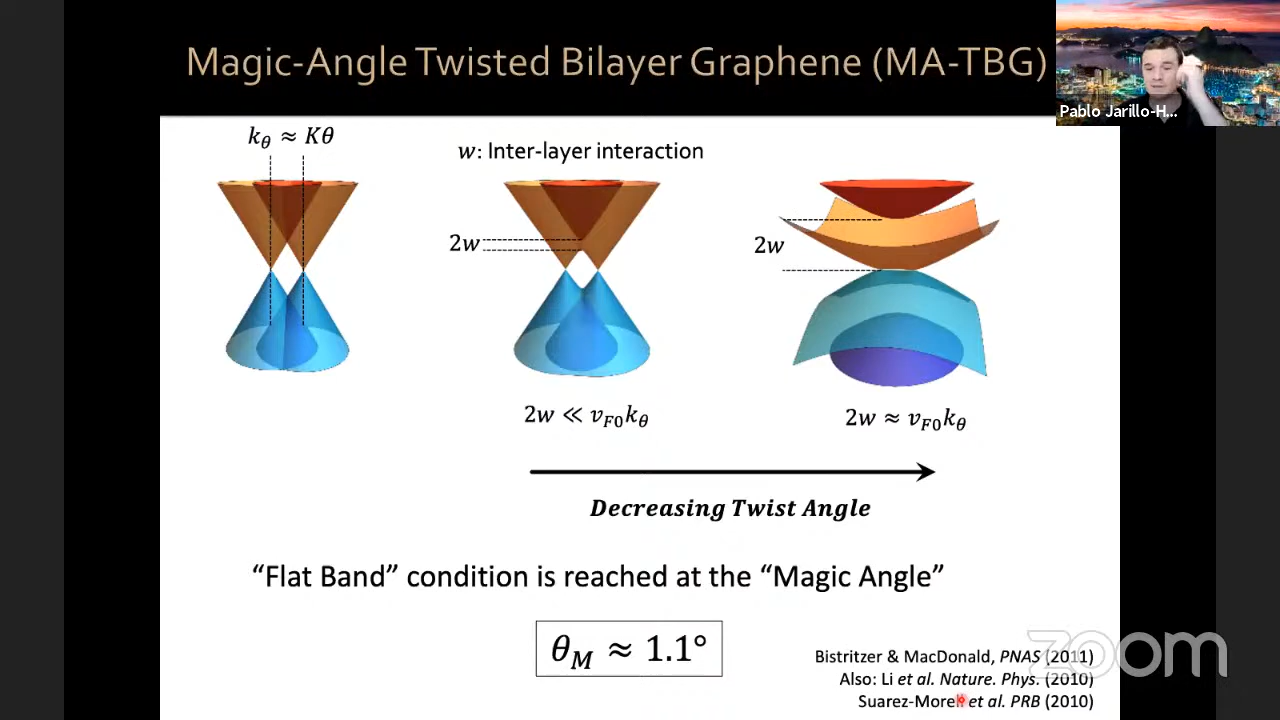 Magic-Angle Twisted Bilayer Graphene (MA-TBG)
Pablo Jarillo-H...
k_θ ≈ Kθ
w: Inter-layer interaction
2w
2w
2w ≪ v_F0 k_θ
2w ≈ v_F0 k_θ
Decreasing Twist Angle
“Flat Band” condition is reached at the “Magic Angle”
θ_M ≈ 1.1°
zoom
Bistritzer & MacDonald, PNAS (2011)
Also: Li et al. Nature. Phys. (2010)
Suarez-More et al. PRB (2010)